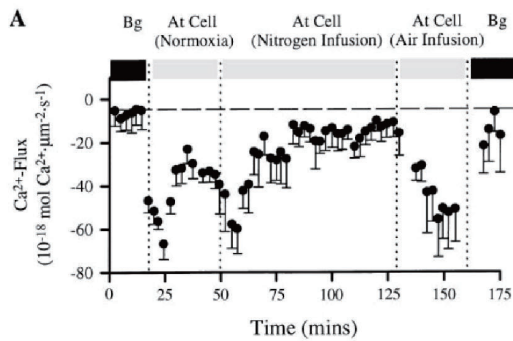 A
Bg At Cell (Normoxia) At Cell (Nitrogen Infusion) At Cell (Air Infusion) Bg
Ca²⁺-Flux
(10⁻¹⁸ mol Ca²⁺·µm⁻²·s⁻¹)
0
-20
-40
-60
-80
0 25 50 75 100 125 150 175
Time (mins)